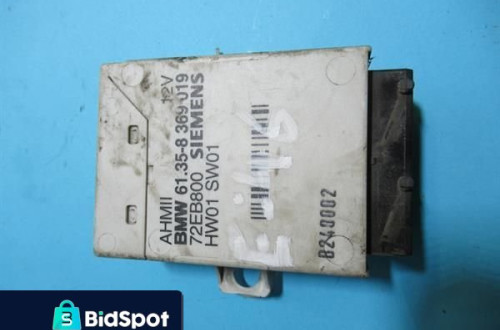 AHMII 12V
BMW 61.35-8 369 019
72EB800 SIEMENS
HW01 SW01
E46
8240002
S
BidSpot